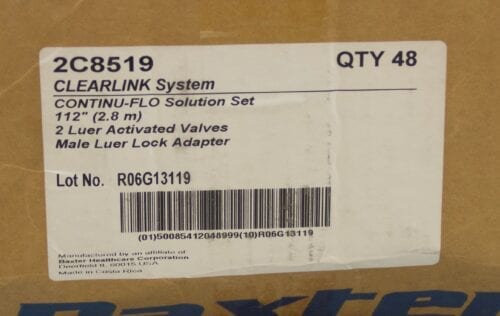 2C8519 QTY 48
CLEARLINK System
CONTINU-FLO Solution Set
112" (2.8 m)
2 Luer Activated Valves
Male Luer Lock Adapter
Lot No. R06G13119
(01)50085412048999(10)R06G13119
Manufactured by an affiliate of
Baxter Healthcare Corporation
Deerfield IL 60015 USA
Made in Costa Rica
Baxter